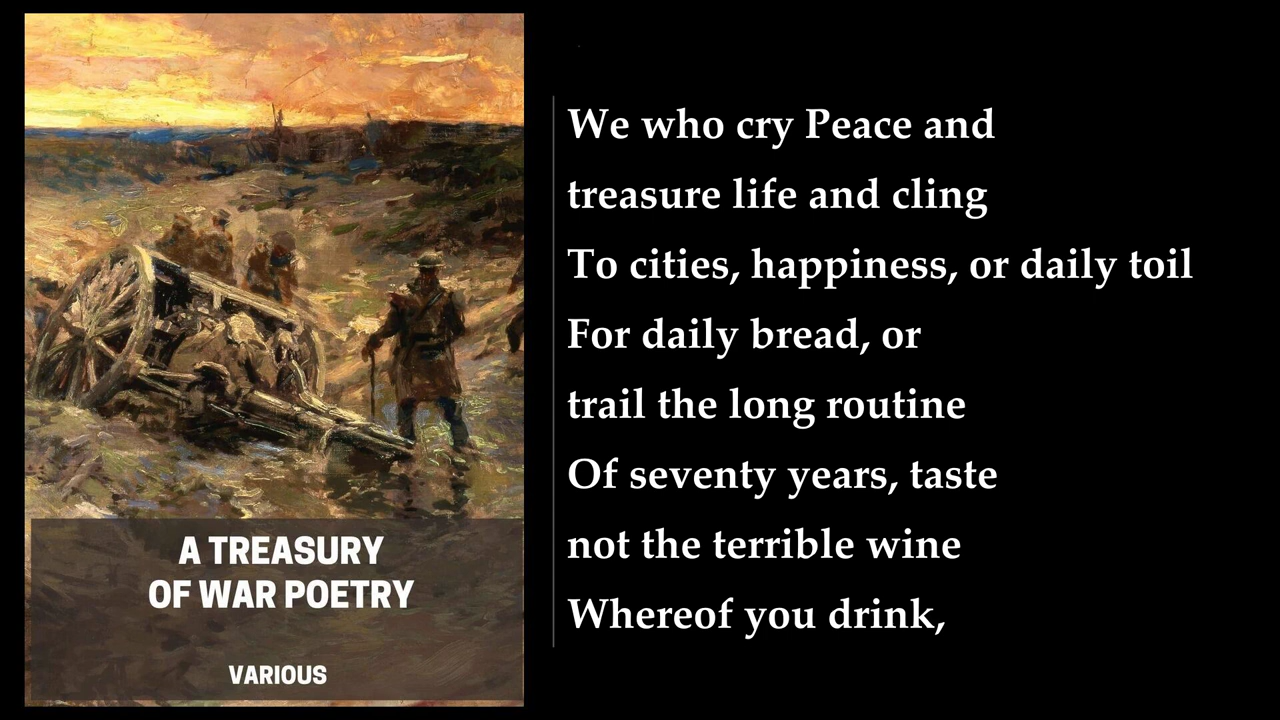 A TREASURY
OF WAR POETRY
VARIOUS
We who cry Peace and
treasure life and cling
To cities, happiness, or daily toil
For daily bread, or
trail the long routine
Of seventy years, taste
not the terrible wine
Whereof you drink,